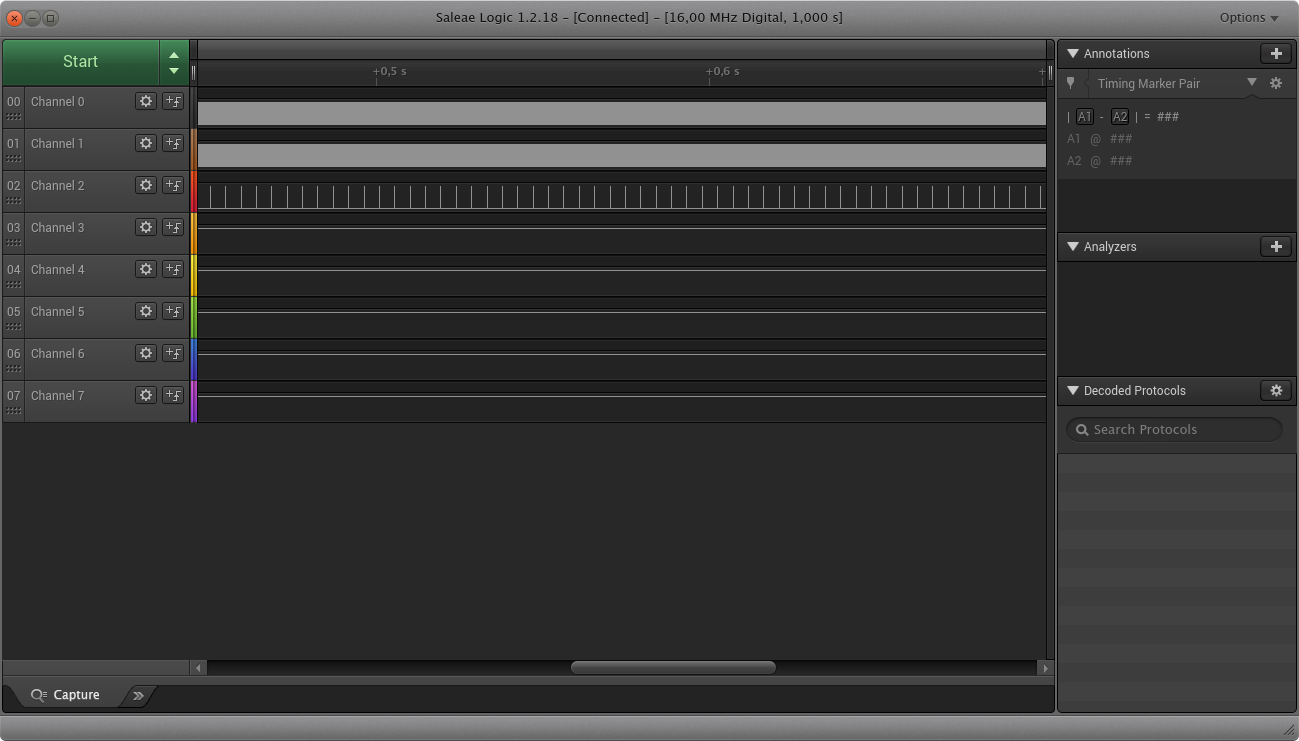 Saleae Logic 1.2.18 – [Connected] – [16,00 MHz Digital, 1,000 s]
Options
Start
+0,5 s
+0,6 s
+
00 Channel 0
01 Channel 1
02 Channel 2
03 Channel 3
04 Channel 4
05 Channel 5
06 Channel 6
07 Channel 7
Annotations
Timing Marker Pair
| A1 - A2 | = ###
A1 @ ###
A2 @ ###
Analyzers
Decoded Protocols
Search Protocols
Capture